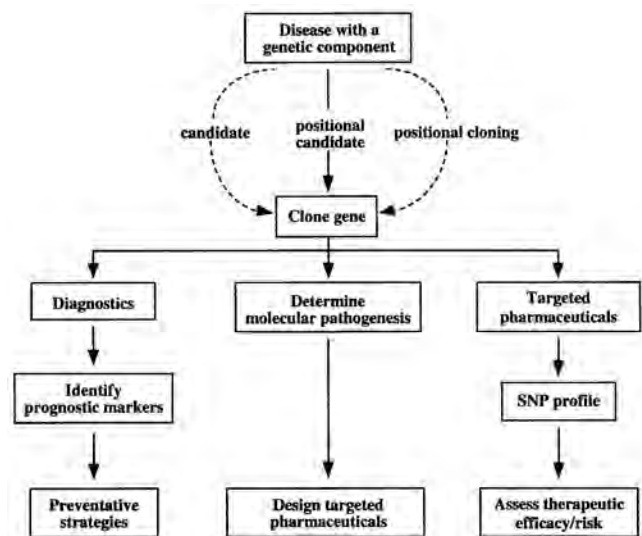 Disease with a
genetic component
candidate
positional
candidate
positional cloning
Clone gene
Diagnostics
Determine
molecular pathogenesis
Targeted
pharmaceuticals
Identify
prognostic markers
SNP profile
Preventative
strategies
Design targeted
pharmaceuticals
Assess therapeutic
efficacy/risk